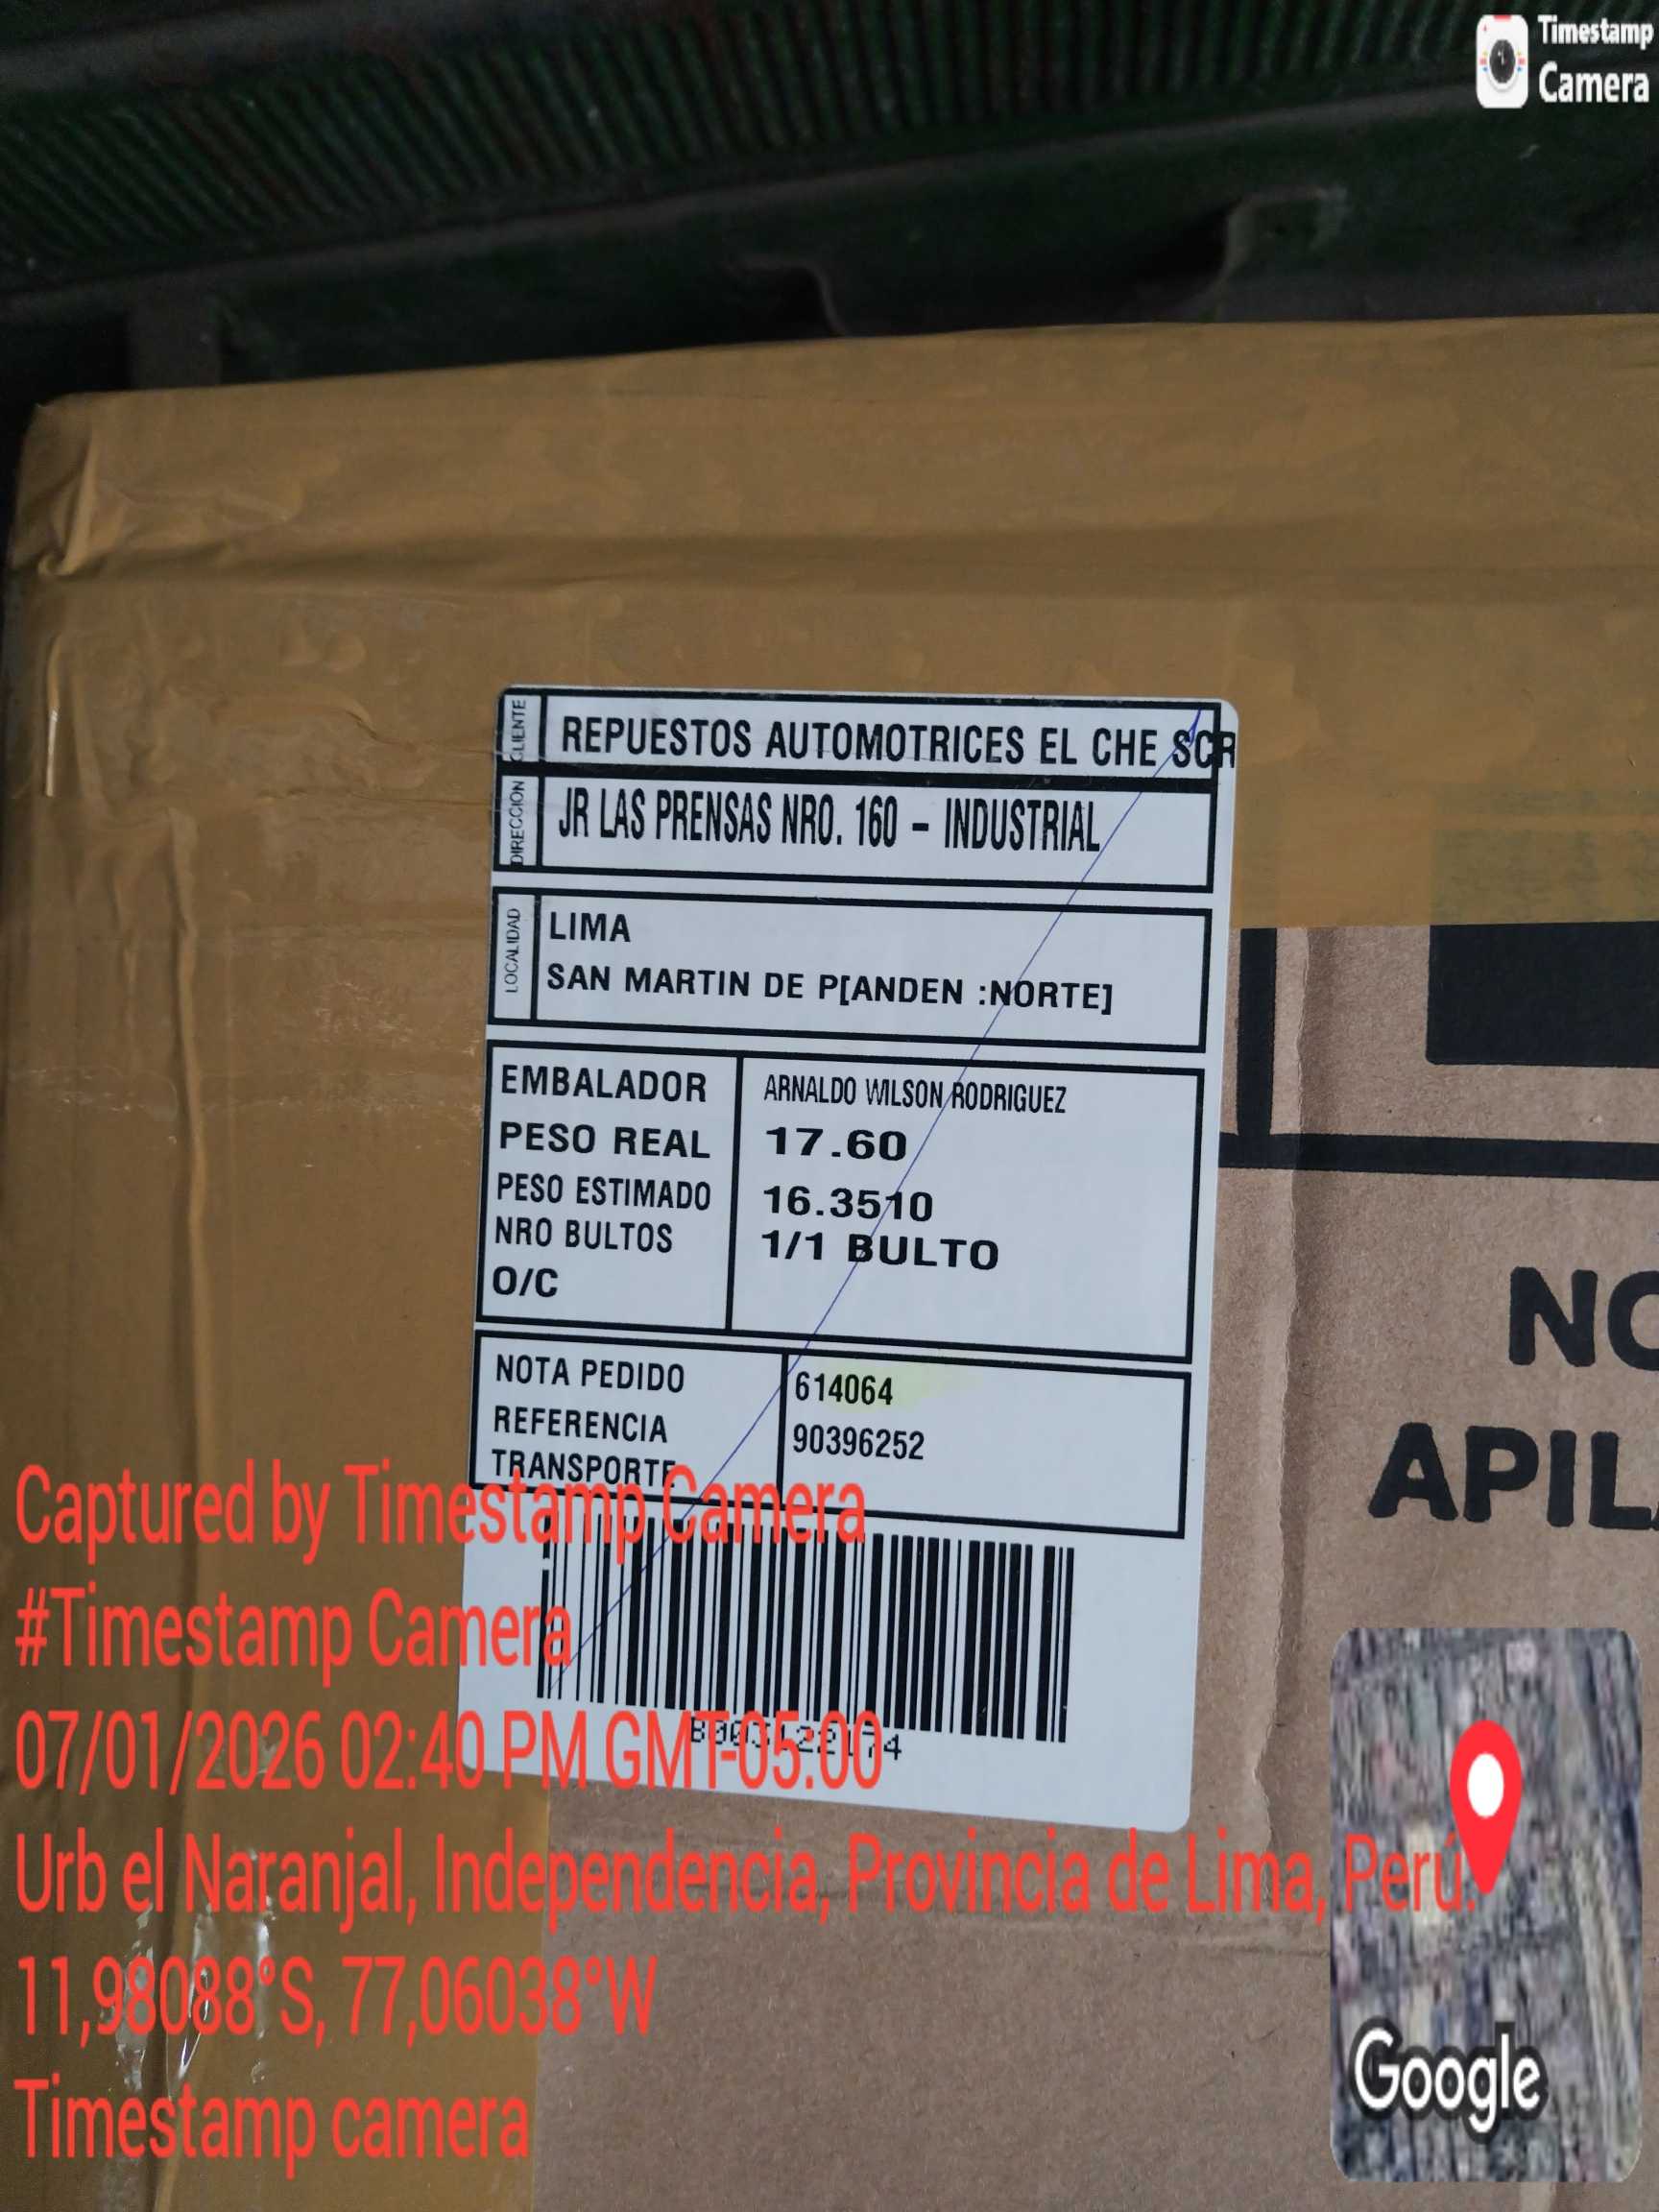 Timestamp
Camera
CLIENTE
REPUESTOS AUTOMOTRICES EL CHE SCR
DIRECCION
JR LAS PRENSAS NRO. 160 - INDUSTRIAL
LOCALIDAD
LIMA
SAN MARTIN DE P[ANDEN :NORTE]
EMBALADOR ARNALDO WILSON RODRIGUEZ
PESO REAL 17.60
PESO ESTIMADO 16.3510
NRO BULTOS 1/1 BULTO
O/C
NOTA PEDIDO 614064
REFERENCIA 90396252
TRANSPORTE
NO
APIL
Captured by Timestamp Camera
#Timestamp Camera
07/01/2026 02:40 PM GMT-05:00
Urb el Naranjal, Independencia, Provincia de Lima, Perú.
11,98088°S, 77,06038°W
Timestamp camera
Google